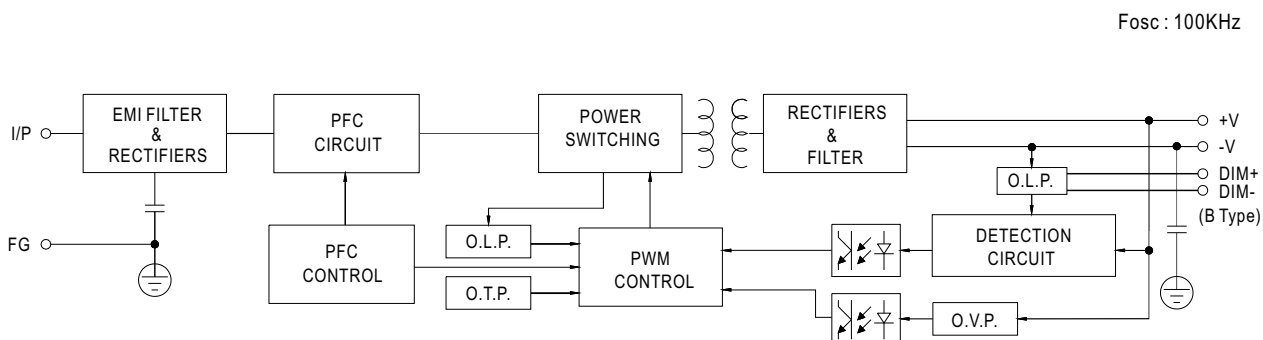 Fosc : 100KHz
I/P
EMI FILTER
&
RECTIFIERS
PFC
CIRCUIT
POWER
SWITCHING
RECTIFIERS
&
FILTER
+V
-V
DIM+
DIM-
(B Type)
O.L.P.
FG
PFC
CONTROL
O.L.P.
O.T.P.
PWM
CONTROL
DETECTION
CIRCUIT
O.V.P.